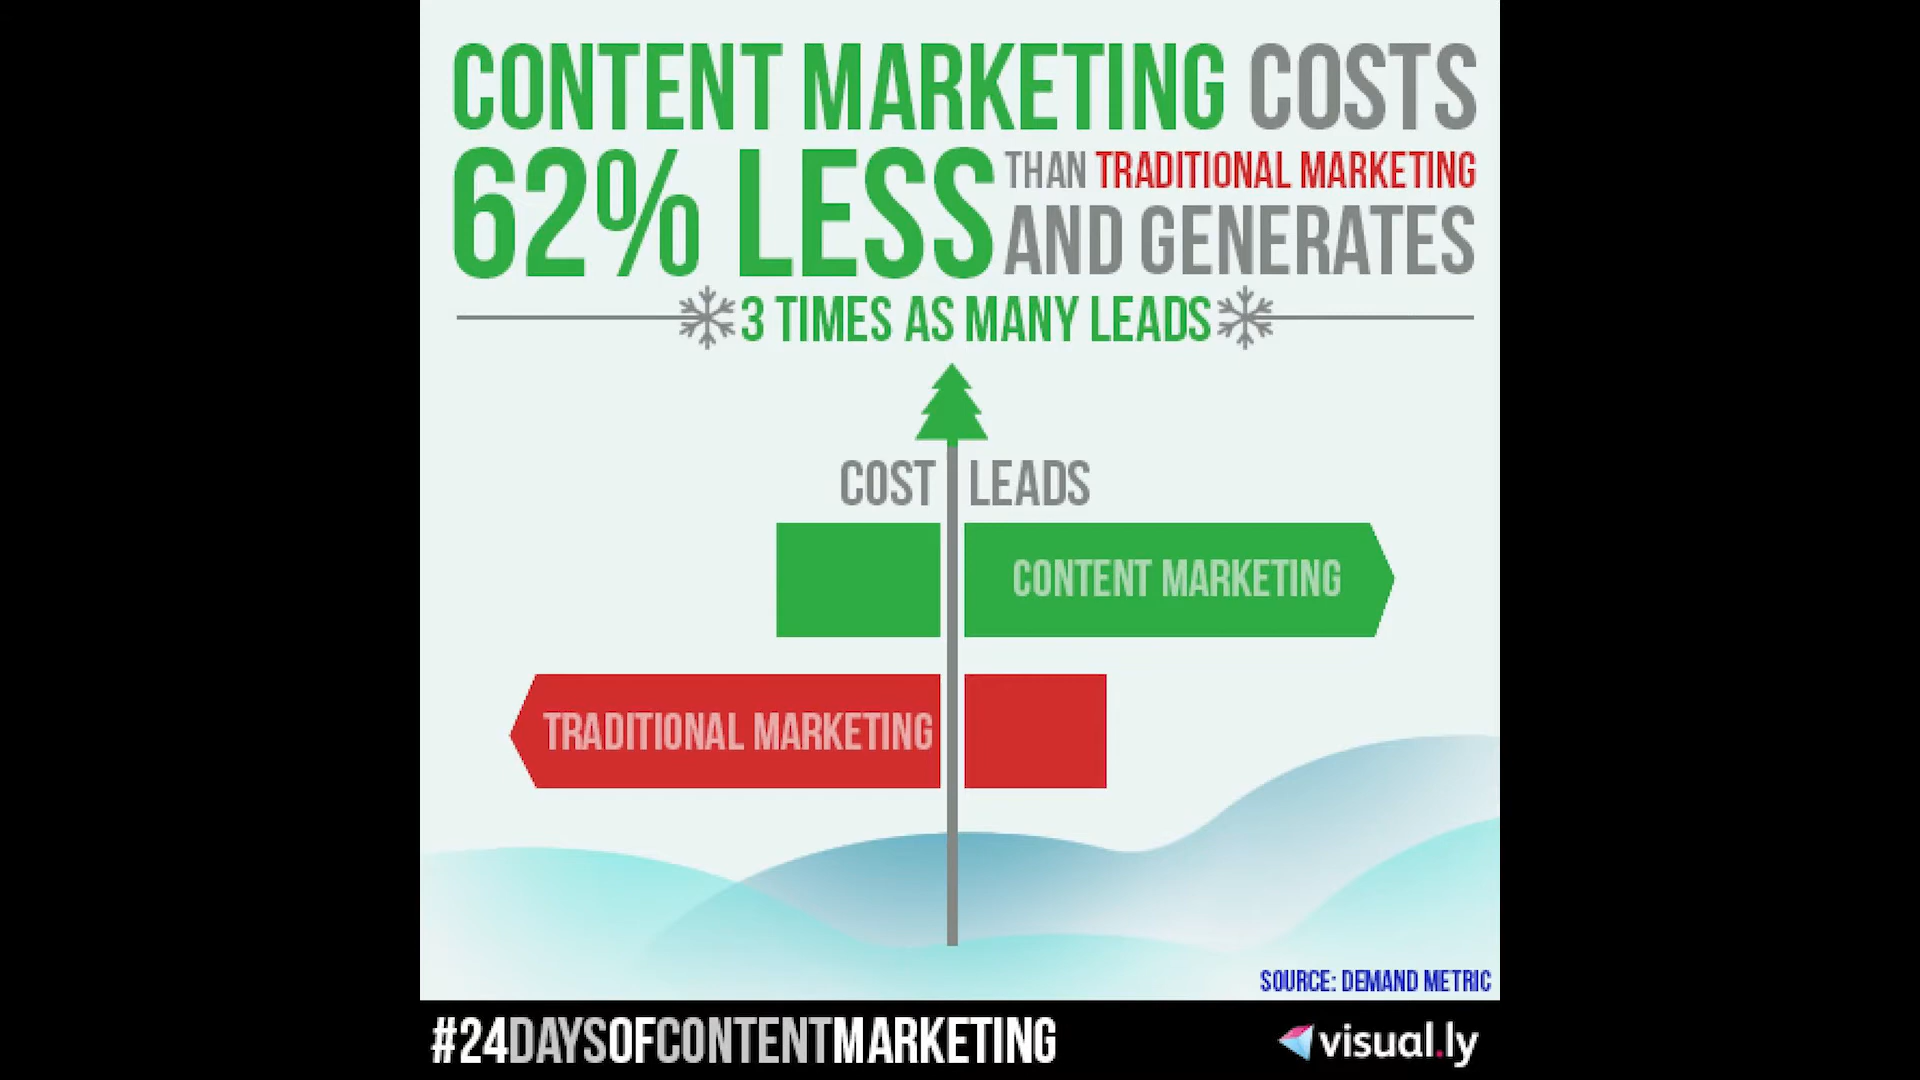 CONTENT MARKETING COSTS
62% LESS THAN TRADITIONAL MARKETING
AND GENERATES
3 TIMES AS MANY LEADS
COST LEADS
CONTENT MARKETING
TRADITIONAL MARKETING
SOURCE: DEMAND METRIC
#24DAYSOFCONTENTMARKETING
visual.ly